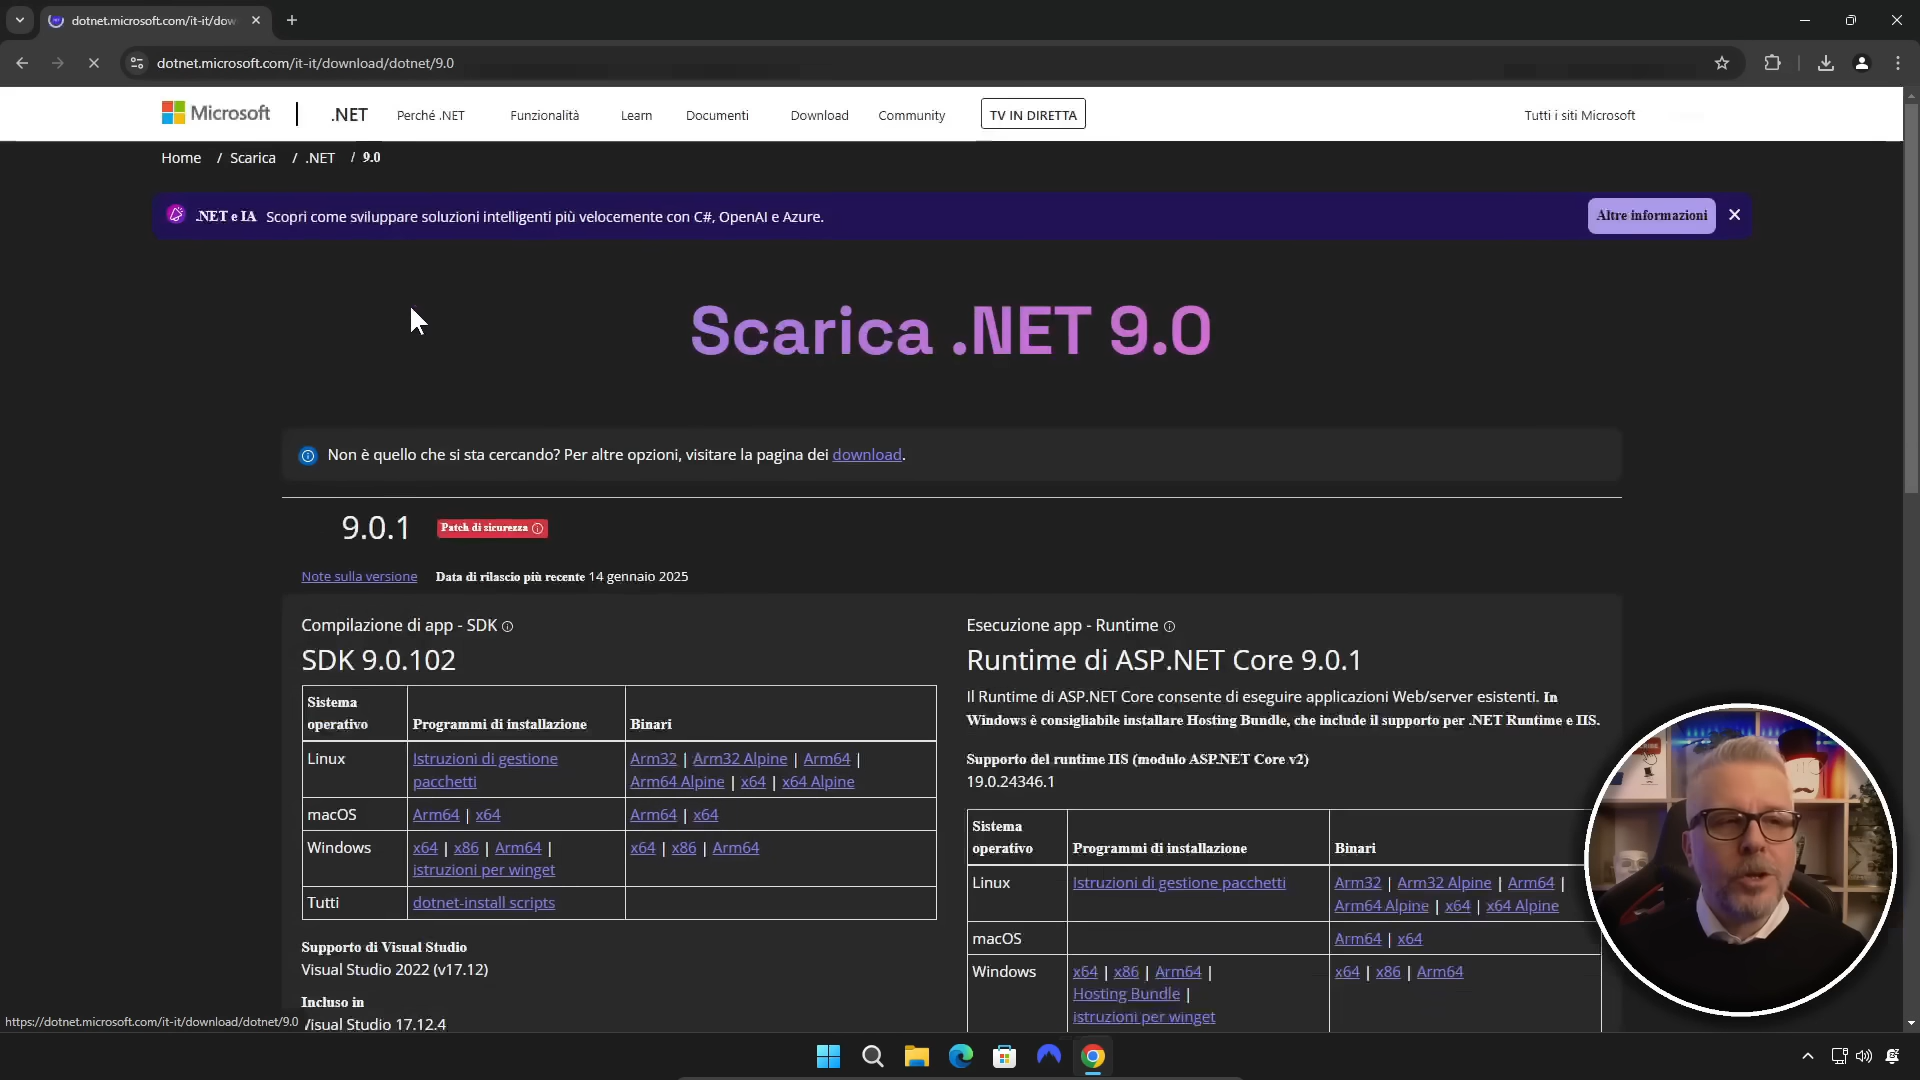 dotnet.microsoft.com/it-it/dow
dotnet.microsoft.com/it-it/download/dotnet/9.0
Microsoft
.NET
Perché .NET
Funzionalità
Learn
Documenti
Download
Community
TV IN DIRETTA
Tutti i siti Microsoft
Home / Scarica / .NET / 9.0
.NET e IA Scopri come sviluppare soluzioni intelligenti più velocemente con C#, OpenAI e Azure.
Altre informazioni
Scarica .NET 9.0
Non è quello che si sta cercando? Per altre opzioni, visitare la pagina dei download.
9.0.1
Patch di sicurezza
Note sulla versione
Data di rilascio più recente 14 gennaio 2025
Compilazione di app - SDK
SDK 9.0.102
Sistema
operativo
Programmi di installazione
Binari
Linux
Istruzioni di gestione
pacchetti
Arm32 | Arm32 Alpine | Arm64 |
Arm64 Alpine | x64 | x64 Alpine
macOS
Arm64 | x64
Arm64 | x64
Windows
x64 | x86 | Arm64 |
istruzioni per winget
x64 | x86 | Arm64
Tutti
dotnet-install scripts
Supporto di Visual Studio
Visual Studio 2022 (v17.12)
Incluso in
Visual Studio 17.12.4
Esecuzione app - Runtime
Runtime di ASP.NET Core 9.0.1
Il Runtime di ASP.NET Core consente di eseguire applicazioni Web/server esistenti. In
Windows è consigliabile installare Hosting Bundle, che include il supporto per .NET Runtime e IIS.
Supporto del runtime IIS (modulo ASP.NET Core v2)
19.0.24346.1
Sistema
operativo
Programmi di installazione
Binari
Linux
Istruzioni di gestione pacchetti
Arm32 | Arm32 Alpine | Arm64 |
Arm64 Alpine | x64 | x64 Alpine
macOS
Arm64 | x64
Windows
x64 | x86 | Arm64 |
Hosting Bundle |
istruzioni per winget
x64 | x86 | Arm64
https://dotnet.microsoft.com/it-it/download/dotnet/9.0